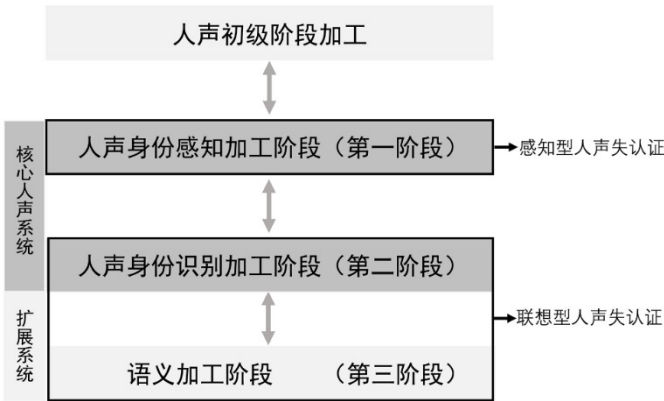 人声初级阶段加工
核心人声系统
人声身份感知加工阶段（第一阶段）
感知型人声失认证
人声身份识别加工阶段（第二阶段）
扩展系统
联想型人声失认证
语义加工阶段 （第三阶段）